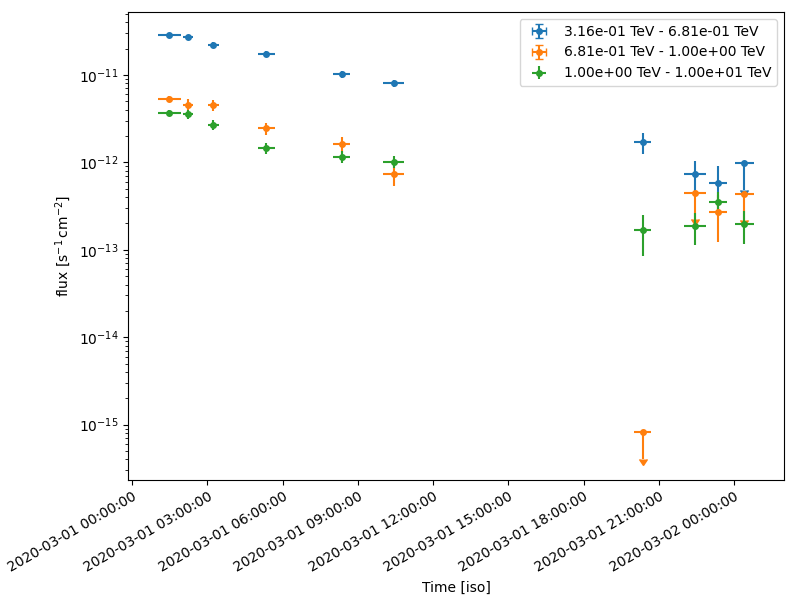 3.16e-01 TeV - 6.81e-01 TeV
6.81e-01 TeV - 1.00e+00 TeV
1.00e+00 TeV - 1.00e+01 TeV
flux [s⁻¹cm⁻²]
10⁻¹¹
10⁻¹²
10⁻¹³
10⁻¹⁴
10⁻¹⁵
2020-03-01 00:00:00
2020-03-01 03:00:00
2020-03-01 06:00:00
2020-03-01 09:00:00
2020-03-01 12:00:00
2020-03-01 15:00:00
2020-03-01 18:00:00
2020-03-01 21:00:00
2020-03-02 00:00:00
Time [iso]